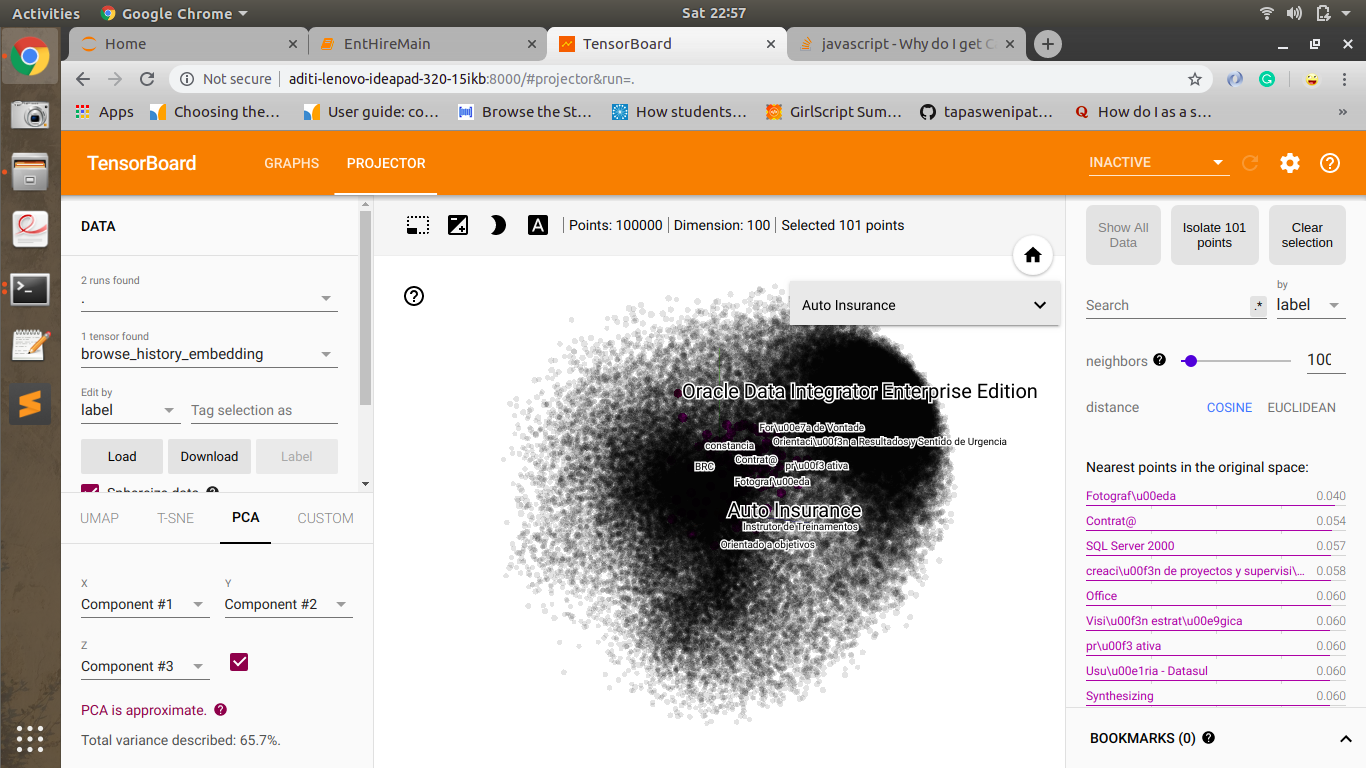 Activities Google Chrome Sat 22:57
Home EntHireMain TensorBoard javascript - Why do I get C
Not secure aditi-lenovo-ideapad-320-15ikb:8000/#projector&run=.
Apps Choosing the... User guide: co... Browse the St... How students... GirlScript Sum... tapaswenipat... How do I as a s... »
TensorBoard GRAPHS PROJECTOR INACTIVE
DATA
Points: 100000 Dimension: 100 Selected 101 points
2 runs found
.
1 tensor found
browse_history_embedding
Edit by
label Tag selection as
Load Download Label
Spherize data
UMAP T-SNE PCA CUSTOM
X Y
Component #1 Component #2
Z
Component #3
PCA is approximate.
Total variance described: 65.7%.
Auto Insurance
Oracle Data Integrator Enterprise Edition
For\u00e7a de Vontade
Orientaci\u00f3n a Resultados y Sentido de Urgencia
constancia
Contrat@
BRC
pr\u00f3 ativa
Fotograf\u00eda
Auto Insurance
Instrutor de Treinamentos
Orientado a objetivos
Show All Data
Isolate 101 points
Clear selection
by
Search .* label
neighbors 100
distance COSINE EUCLIDEAN
Nearest points in the original space:
Fotograf\u00eda 0.040
Contrat@ 0.054
SQL Server 2000 0.057
creaci\u00f3n de proyectos y supervisi\... 0.058
Office 0.060
Visi\u00f3n estrat\u00e9gica 0.060
pr\u00f3 ativa 0.060
Usu\u00e1ria - Datasul 0.060
Synthesizing 0.060
BOOKMARKS (0)